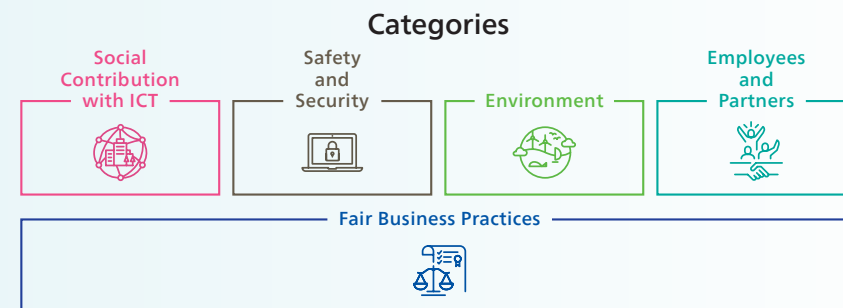 Categories
Social
Contribution
with ICT
Safety
and
Security
Environment
Employees
and
Partners
Fair Business Practices